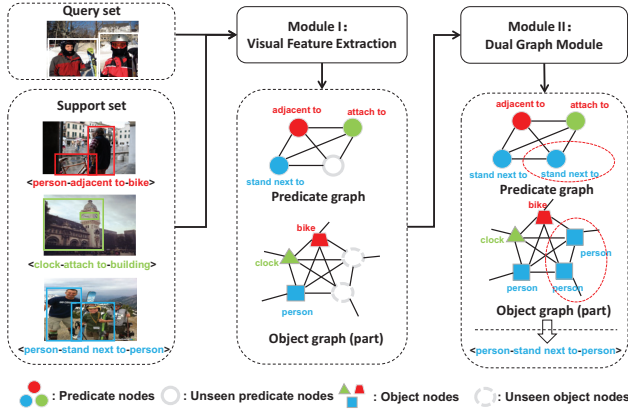 Query set
Support set
<person-adjacent to-bike>
<clock-attach to-building>
<person-stand next to-person>
Module I:
Visual Feature Extraction
adjacent to
attach to
stand next to
Predicate graph
bike
clock
person
Object graph (part)
Module II:
Dual Graph Module
adjacent to
attach to
stand next to
stand next to
Predicate graph
bike
clock
person
person
person
Object graph (part)
<person-stand next to-person>
: Predicate nodes
: Unseen predicate nodes
: Object nodes
: Unseen object nodes